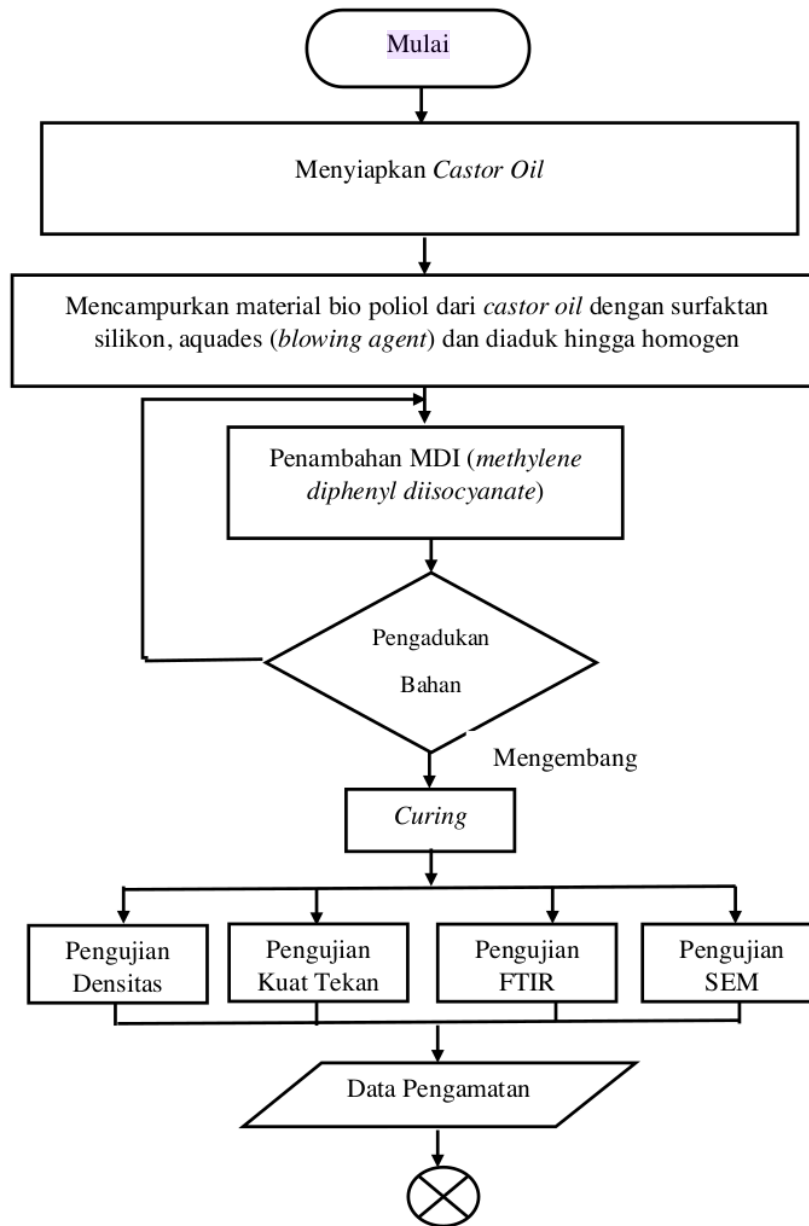 Mulai
Menyiapkan Castor Oil
Mencampurkan material bio poliol dari castor oil dengan surfaktan
silikon, aquades (blowing agent) dan diaduk hingga homogen
Penambahan MDI (methylene
diphenyl diisocyanate)
Pengadukan
Bahan
Mengembang
Curing
Pengujian
Densitas
Pengujian
Kuat Tekan
Pengujian
FTIR
Pengujian
SEM
Data Pengamatan